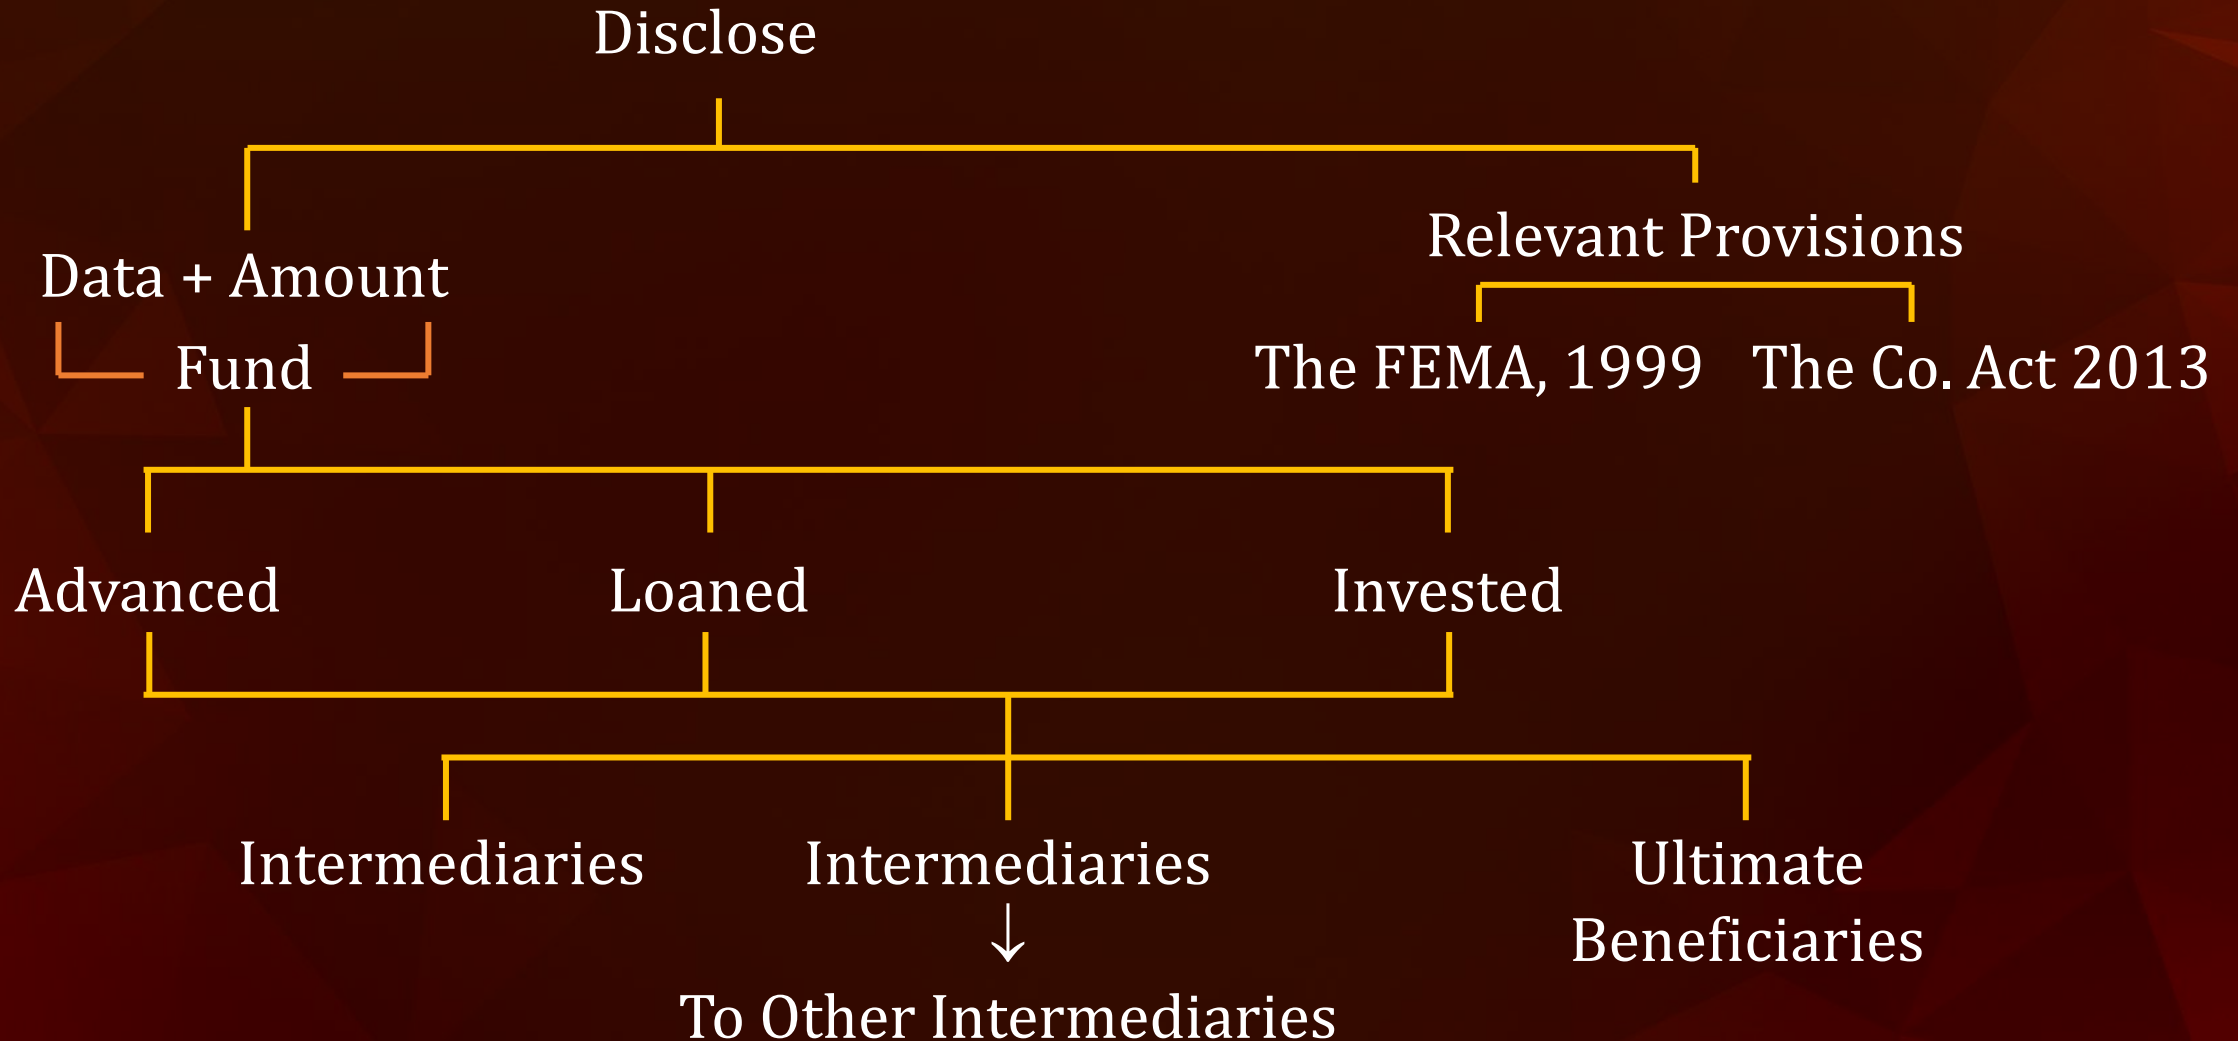 Disclose
Relevant Provisions
Data + Amount
Fund
The FEMA, 1999
The Co. Act 2013
Advanced
Loaned
Invested
Intermediaries
Intermediaries
↓
To Other Intermediaries
Ultimate
Beneficiaries